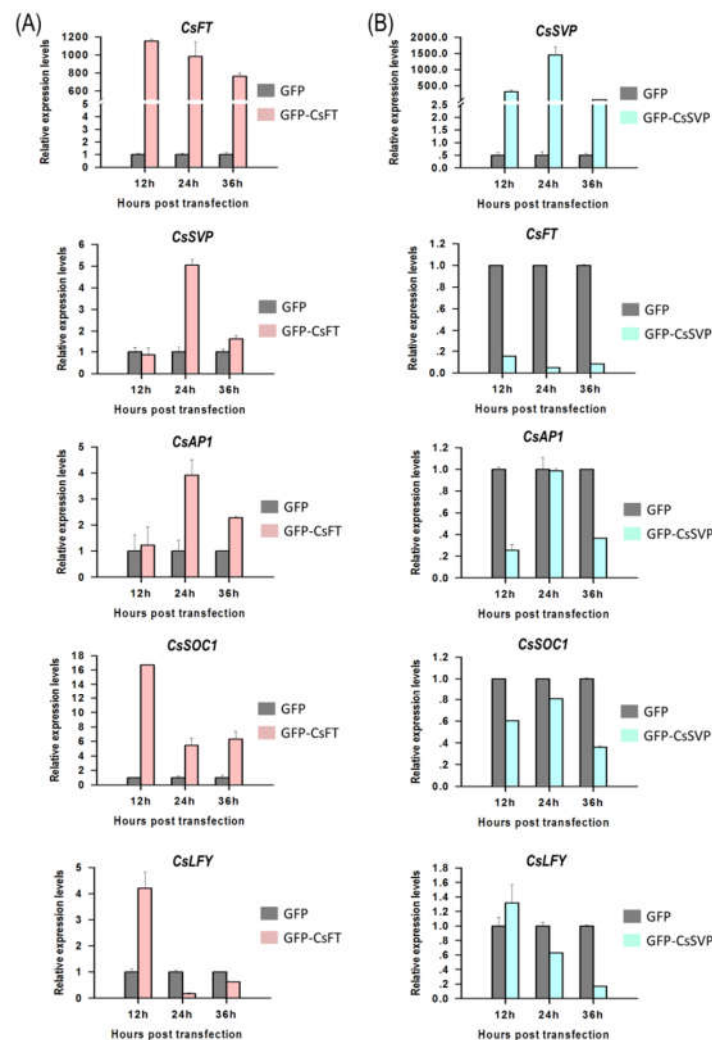 (A)
CsFT
Relative expression levels
1200
1000
800
600
5
4
3
2
1
0
12h 24h 36h
Hours post transfection
GFP
GFP-CsFT
CsSVP
Relative expression levels
6
5
4
3
2
1
0
12h 24h 36h
Hours post transfection
GFP
GFP-CsFT
CsAP1
Relative expression levels
5
4
3
2
1
0
12h 24h 36h
Hours post transfection
GFP
GFP-CsFT
CsSOC1
Relative expression levels
18
16
18
14
12
10
8
6
4
2
0
12h 24h 36h
Hours post transfection
GFP
GFP-CsFT
CsLFY
Relative expression levels
5
4
3
2
1
0
12h 24h 36h
Hours post transfection
GFP
GFP-CsFT
(B)
CsSVP
Relative expression levels
2000.0
1500.0
1000.0
500.0
2.5
2.0
1.5
1.0
.5
0.0
12h 24h 36h
Hours post transfection
GFP
GFP-CsSVP
CsFT
Relative expression levels
1.2
1.0
.8
.6
.4
.2
0.0
12h 24h 36h
Hours post transfection
GFP
GFP-CsSVP
CsAP1
Relative expression levels
1.2
1.0
.8
.6
.4
.2
0.0
12h 24h 36h
Hours post transfection
GFP
GFP-CsSVP
CsSOC1
Relative expression levels
1.2
1.0
.8
.6
.4
.2
0.0
12h 24h 36h
Hours post transfection
GFP
GFP-CsSVP
CsLFY
Relative expression levels
1.8
1.6
1.4
1.2
1.0
.8
.6
.4
.2
.0
12h 24h 36h
Hours post transfection
GFP
GFP-CsSVP